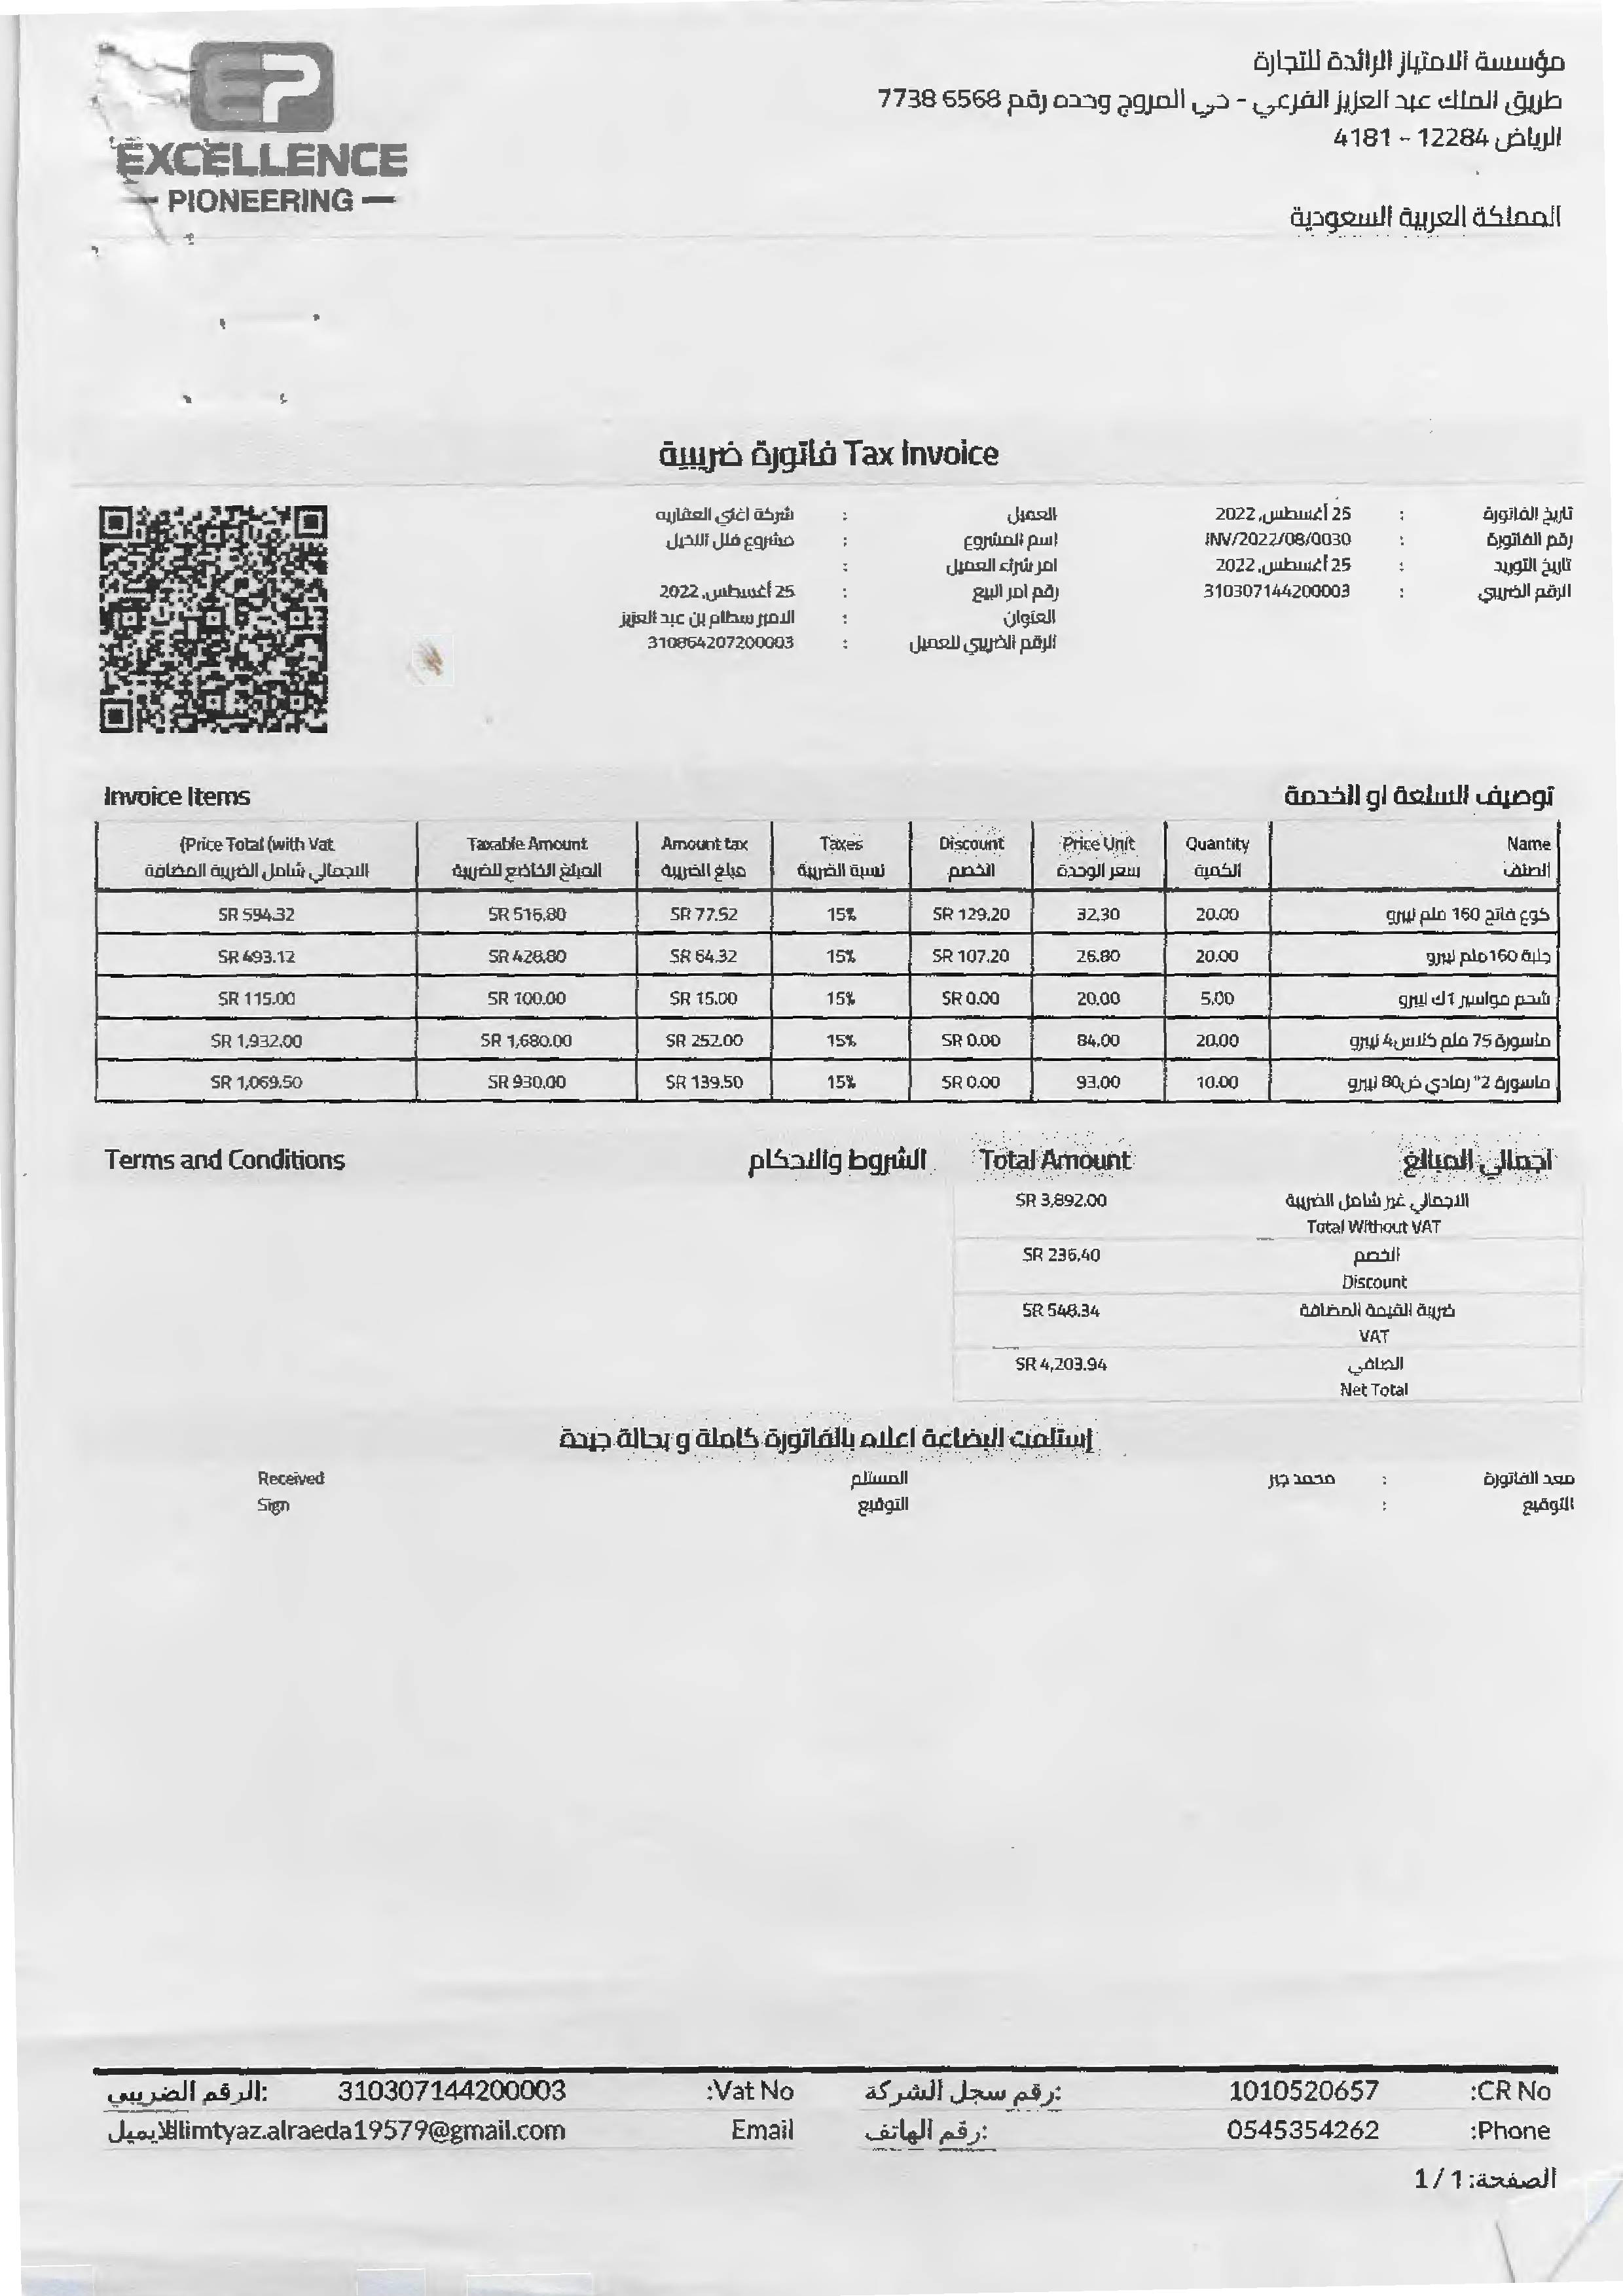 EP
EXCELLENCE
PIONEERING
مؤسسة الامتياز الرائدة للتجارة
طريق الملك عبد العزيز الفرعي - حي المروج وحده رقم 6568 7738
الرياض 12284 - 4181
المملكة العربية السعودية
فاتورة ضريبية Tax Invoice
تاريخ الفاتورة : 25 أغسطس, 2022
رقم الفاتورة : INV/2022/08/0030
تاريخ التوريد : 25 أغسطس, 2022
الرقم الضريبي : 310307144200003
العميل : شركة اغتي العقاريه
اسم المشروع : مشروع فلل النخيل
امر شراء العميل :
رقم امر البيع : 25 أغسطس, 2022
العنوان : الامير سطام بن عبد العزيز
الرقم الضريبي للعميل : 310864207200003
توصيف السلعة او الخدمة Invoice Items
Name Quantity Price Unit Discount Taxes Amount tax Taxable Amount (Price Total (with Vat
الصنف الكمية سعر الوحدة الخصم نسبة الضريبة مبلغ الضريبة المبلغ الخاضع للضريبة الاجمالي شامل الضريبة المضافة
كوع فاتح 160 ملم نيبرو 20.00 32.30 SR 129.20 15% SR 77.52 SR 516.80 SR 594.32
جلبة 160 ملم نيبرو 20.00 26.80 SR 107.20 15% SR 64.32 SR 428.80 SR 493.12
شحم مواسير 1ك نيبرو 5.00 20.00 SR 0.00 15% SR 15.00 SR 100.00 SR 115.00
ماسورة 75 ملم كلاس4 نيبرو 20.00 84.00 SR 0.00 15% SR 252.00 SR 1,680.00 SR 1,932.00
ماسورة 2" رمادي ض80 نيبرو 10.00 93.00 SR 0.00 15% SR 139.50 SR 930.00 SR 1,069.50
اجمالي المبالغ Total Amount
الاجمالي غير شامل الضريبة SR 3,892.00
Total Without VAT
الخصم SR 236.40
Discount
ضريبة القيمة المضافة SR 548.34
VAT
الصافي SR 4,203.94
Net Total
الشروط والاحكام Terms and Conditions
إستلمت البضاعة اعلاه بالفاتورة كاملة و بحالة جيدة
معد الفاتورة : محمد جبر المستلم Received
التوقيع : التوقيع Sign
CR No: 1010520657 رقم سجل الشركة: Vat No: 310307144200003 الرقم الضريبي:
Phone: 0545354262 رقم الهاتف: Email limtyaz.alraeda19579@gmail.com الايميل
الصفحة: 1 / 1